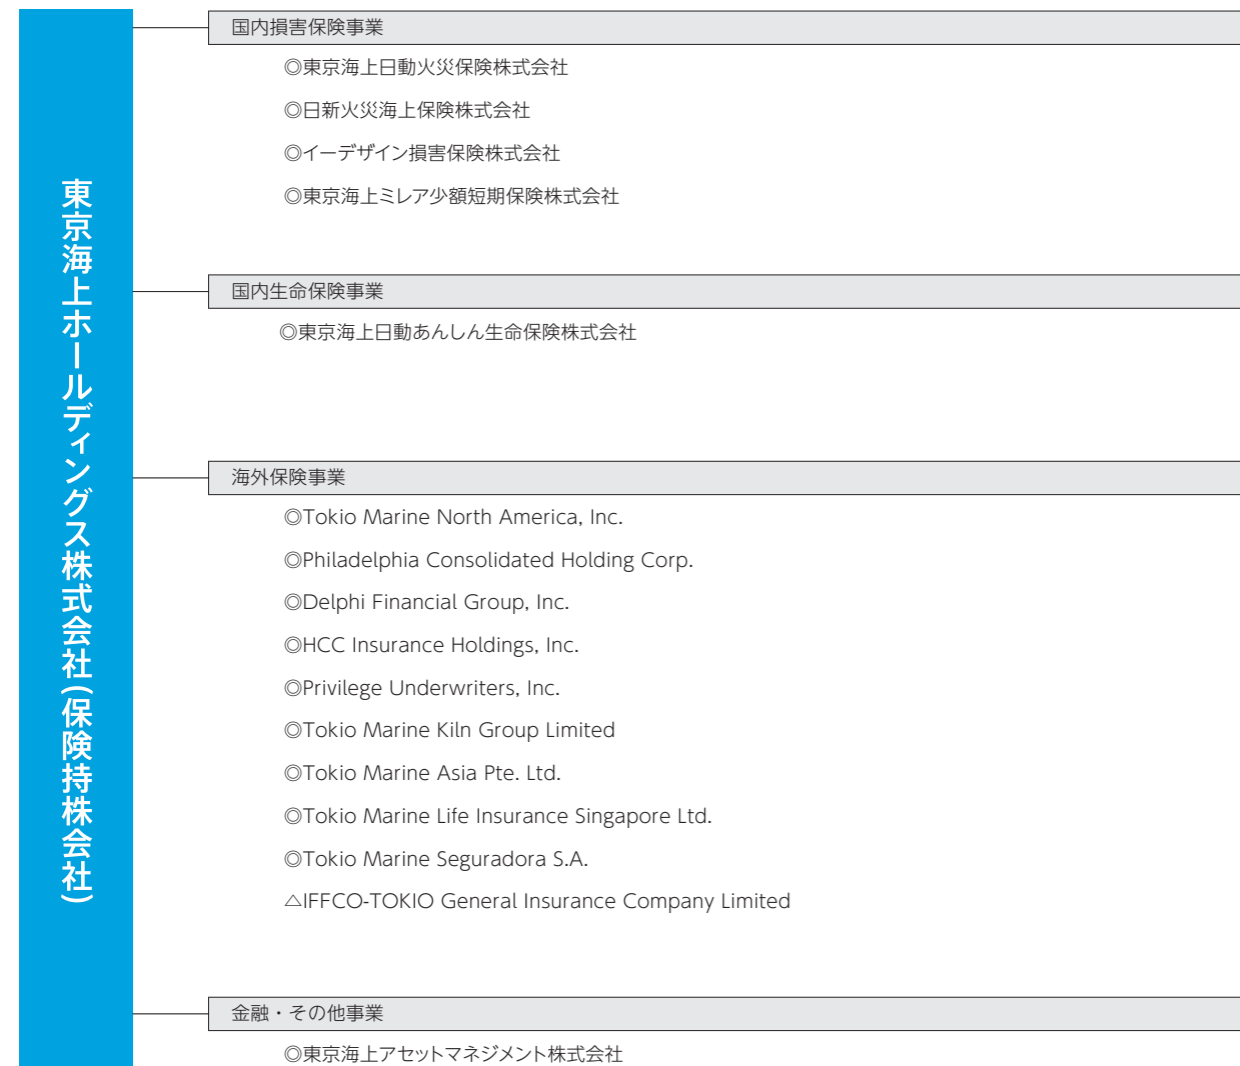 東京海上ホールディングス株式会社(保険持株会社)
国内損害保険事業
◎東京海上日動火災保険株式会社
◎日新火災海上保険株式会社
◎イーデザイン損害保険株式会社
◎東京海上ミレア少額短期保険株式会社
国内生命保険事業
◎東京海上日動あんしん生命保険株式会社
海外保険事業
◎Tokio Marine North America, Inc.
◎Philadelphia Consolidated Holding Corp.
◎Delphi Financial Group, Inc.
◎HCC Insurance Holdings, Inc.
◎Privilege Underwriters, Inc.
◎Tokio Marine Kiln Group Limited
◎Tokio Marine Asia Pte. Ltd.
◎Tokio Marine Life Insurance Singapore Ltd.
◎Tokio Marine Seguradora S.A.
△IFFCO-TOKIO General Insurance Company Limited
金融・その他事業
◎東京海上アセットマネジメント株式会社